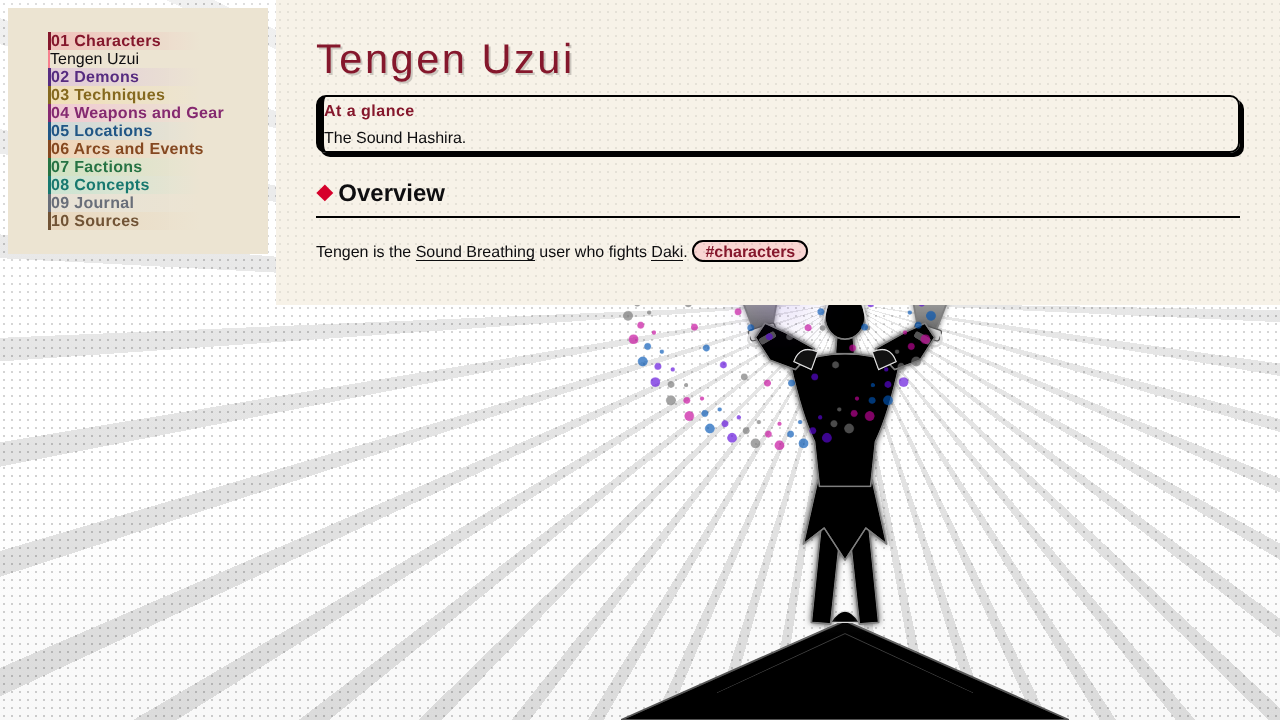 01 Characters
Tengen Uzui
02 Demons
03 Techniques
04 Weapons and Gear
05 Locations
06 Arcs and Events
07 Factions
08 Concepts
09 Journal
10 Sources
Tengen Uzui
At a glance
The Sound Hashira.
Overview
Tengen is the Sound Breathing user who fights Daki. #characters